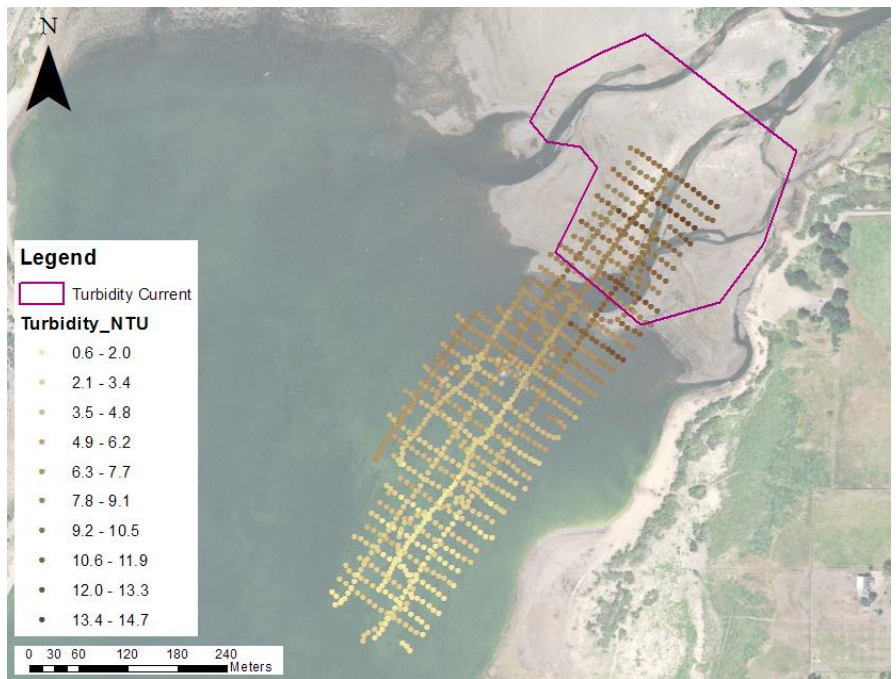 N
Legend
Turbidity Current
Turbidity_NTU
0.6 - 2.0
2.1 - 3.4
3.5 - 4.8
4.9 - 6.2
6.3 - 7.7
7.8 - 9.1
9.2 - 10.5
10.6 - 11.9
12.0 - 13.3
13.4 - 14.7
0 30 60 120 180 240
Meters